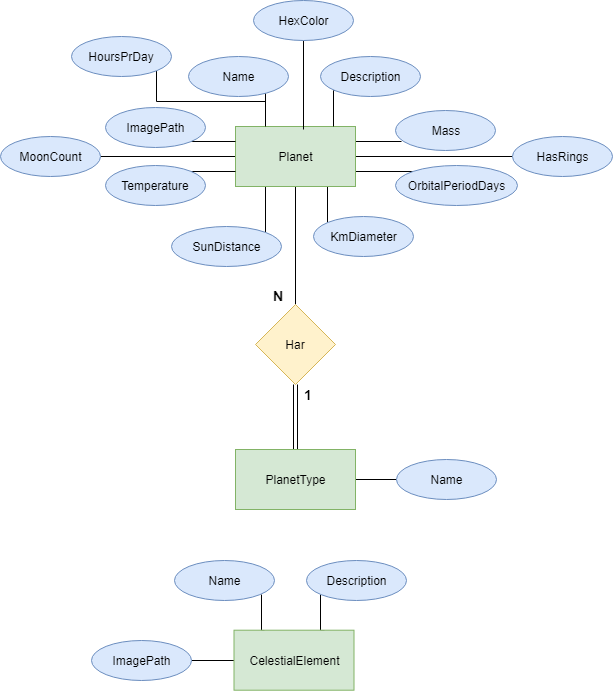 HexColor
HoursPrDay
Name
Description
ImagePath
Mass
MoonCount
Planet
HasRings
Temperature
OrbitalPeriodDays
SunDistance
KmDiameter
N
Har
1
PlanetType
Name
Name
Description
ImagePath
CelestialElement